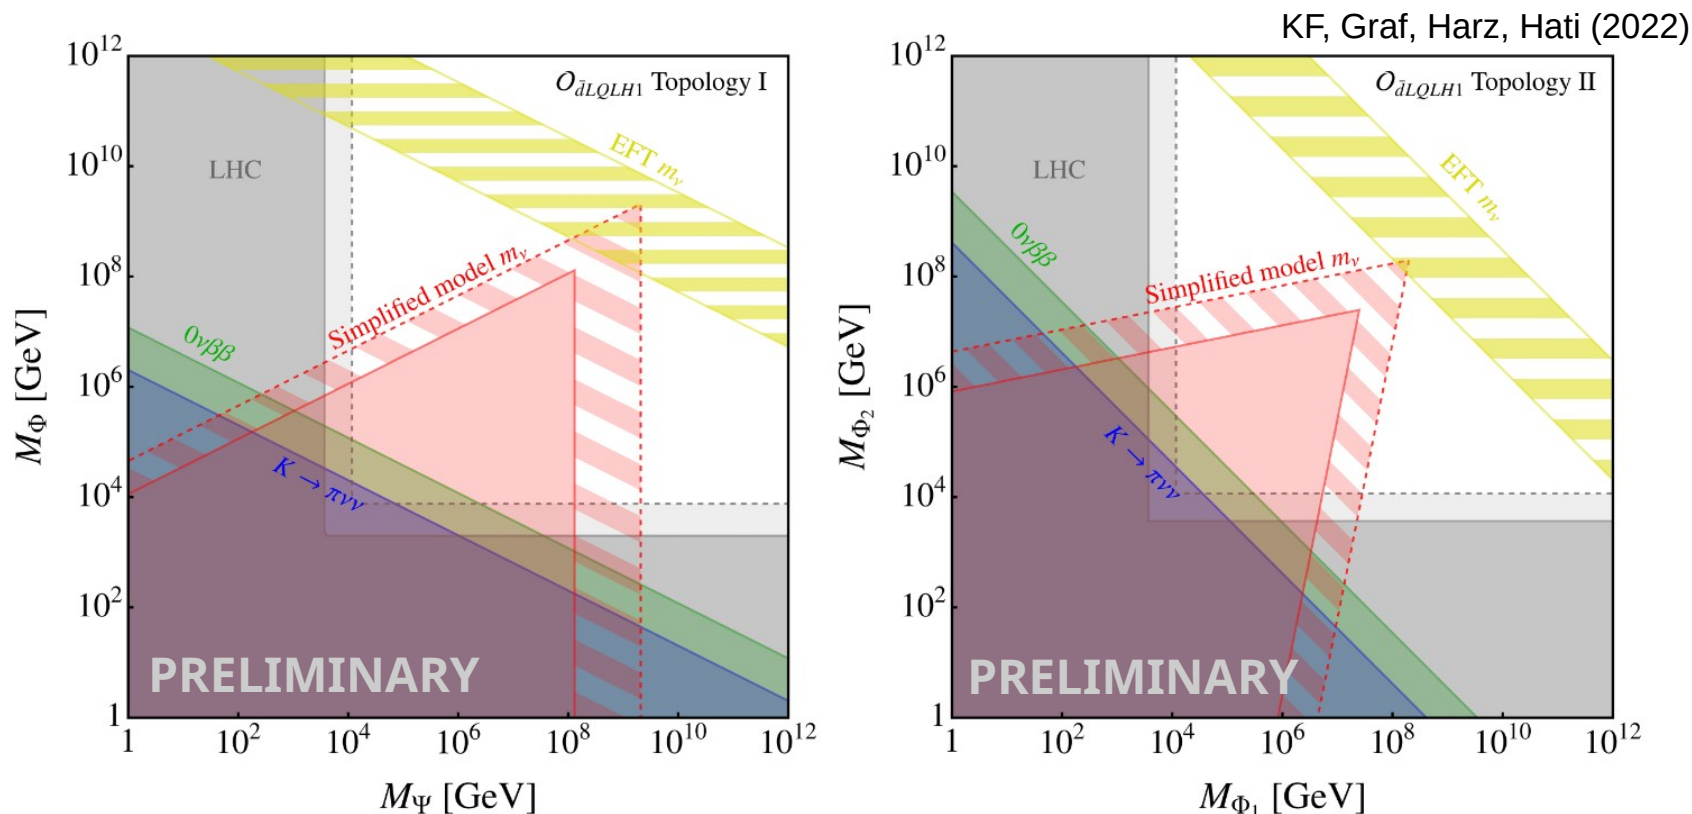 KF, Graf, Harz, Hati (2022)
O_{d̄LQLH1} Topology I
LHC
EFT m_ν
Simplified model m_ν
0νββ
K → πνν
PRELIMINARY
10^{12}
10^{10}
10^8
10^6
10^4
10^2
1
1 10^2 10^4 10^6 10^8 10^{10} 10^{12}
M_Φ [GeV]
M_Ψ [GeV]
O_{d̄LQLH1} Topology II
LHC
EFT m_ν
0νββ
Simplified model m_ν
K → πνν
PRELIMINARY
10^{12}
10^{10}
10^8
10^6
10^4
10^2
1
1 10^2 10^4 10^6 10^8 10^{10} 10^{12}
M_{Φ_2} [GeV]
M_{Φ_1} [GeV]